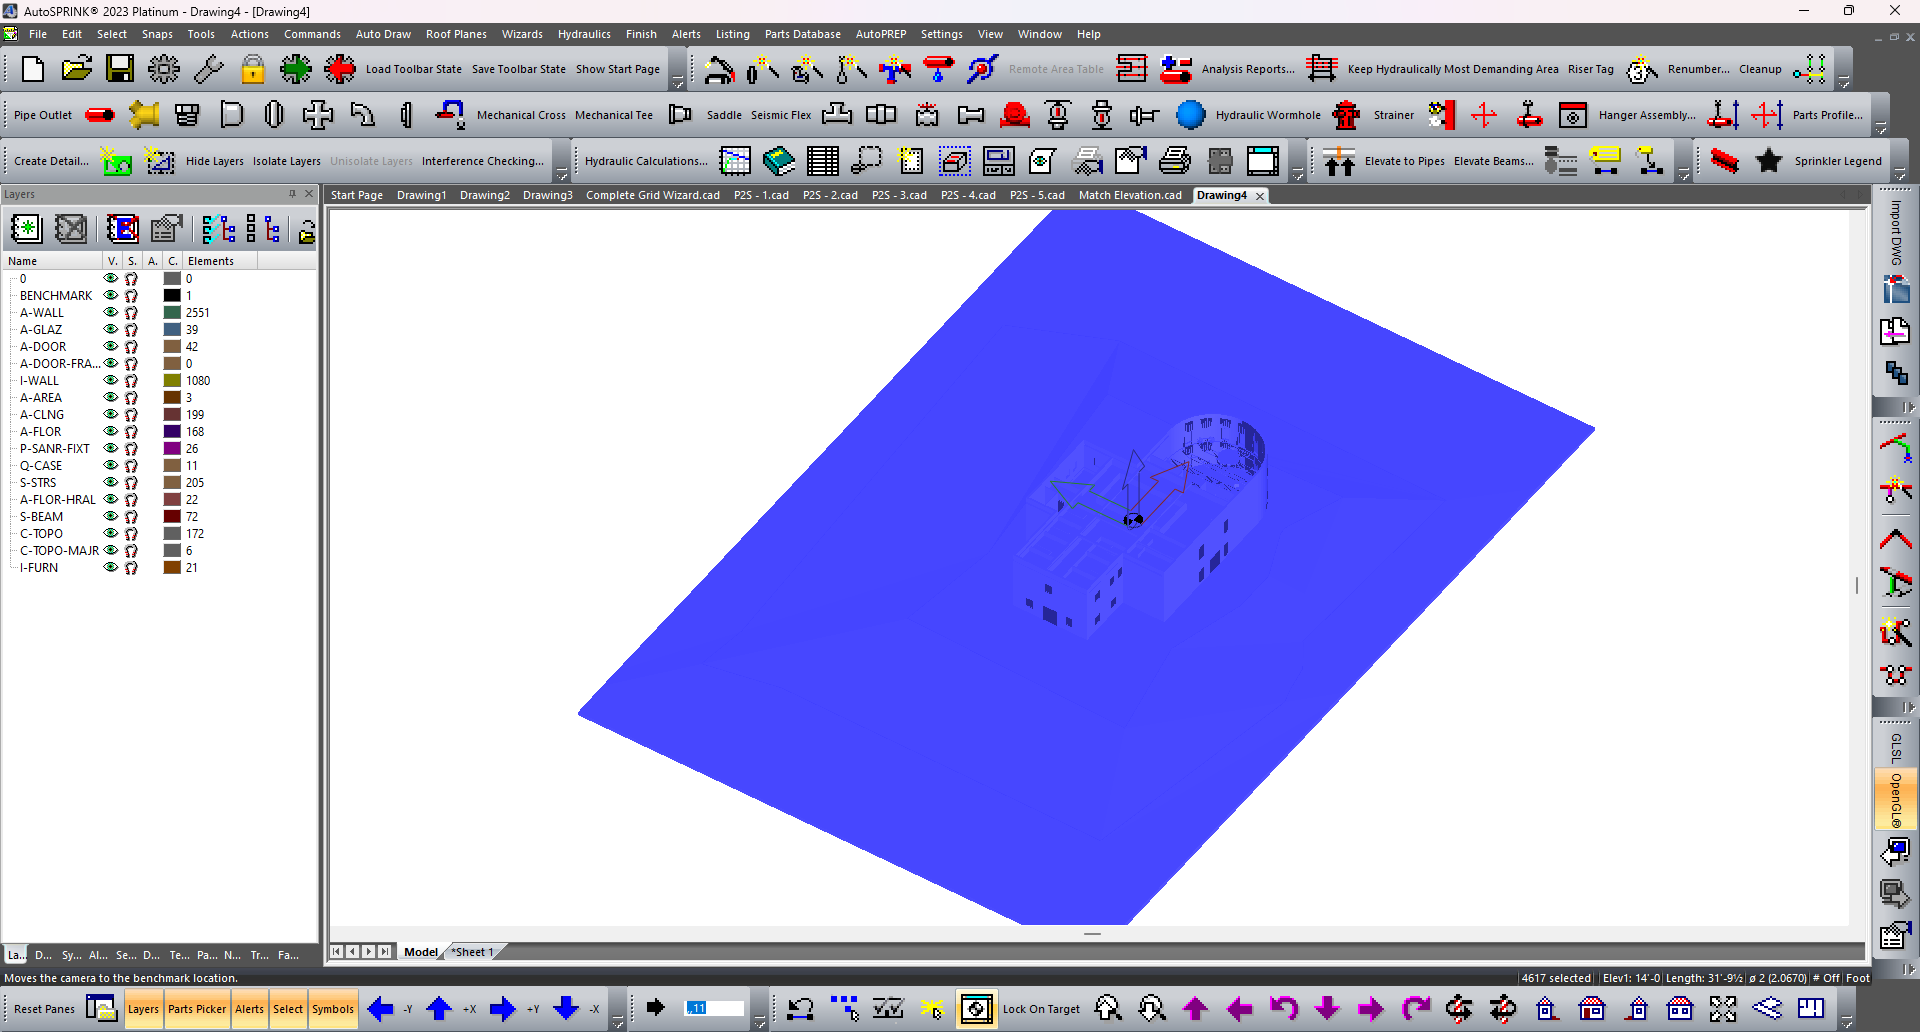 AutoSPRINK® 2023 Platinum - Drawing4 - [Drawing4]
File Edit Select Snaps Tools Actions Commands Auto Draw Roof Planes Wizards Hydraulics Finish Alerts Listing Parts Database AutoPREP Settings View Window Help
Load Toolbar State Save Toolbar State Show Start Page Remote Area Table Analysis Reports... Keep Hydraulically Most Demanding Area Riser Tag Renumber... Cleanup
Pipe Outlet Mechanical Cross Mechanical Tee Saddle Seismic Flex Hydraulic Wormhole Strainer Hanger Assembly... Parts Profile...
Create Detail... Hide Layers Isolate Layers Unisolate Layers Interference Checking... Hydraulic Calculations... Elevate to Pipes Elevate Beams... Sprinkler Legend
Layers
Start Page Drawing1 Drawing2 Drawing3 Complete Grid Wizard.cad P2S - 1.cad P2S - 2.cad P2S - 3.cad P2S - 4.cad P2S - 5.cad Match Elevation.cad Drawing4
Name V. S. A. C. Elements
0 0
BENCHMARK 1
A-WALL 2551
A-GLAZ 39
A-DOOR 42
A-DOOR-FRA... 0
I-WALL 1080
A-AREA 3
A-CLNG 199
A-FLOR 168
P-SANR-FIXT 26
Q-CASE 11
S-STRS 205
A-FLOR-HRAL 22
S-BEAM 72
C-TOPO 172
C-TOPO-MAJR 6
I-FURN 21
Import DWG
GLSL
OpenGL®
La... D... Sy... Al... Se... D... Te... Pa... N... Tr... Fa...
Model *Sheet 1
Moves the camera to the benchmark location.
4617 selected Elev1: 14'-0 Length: 31'-9½ ø 2 (2.0670) # Off Foot
Reset Panes Layers Parts Picker Alerts Select Symbols -Y +X +Y -X ,,11 Lock On Target